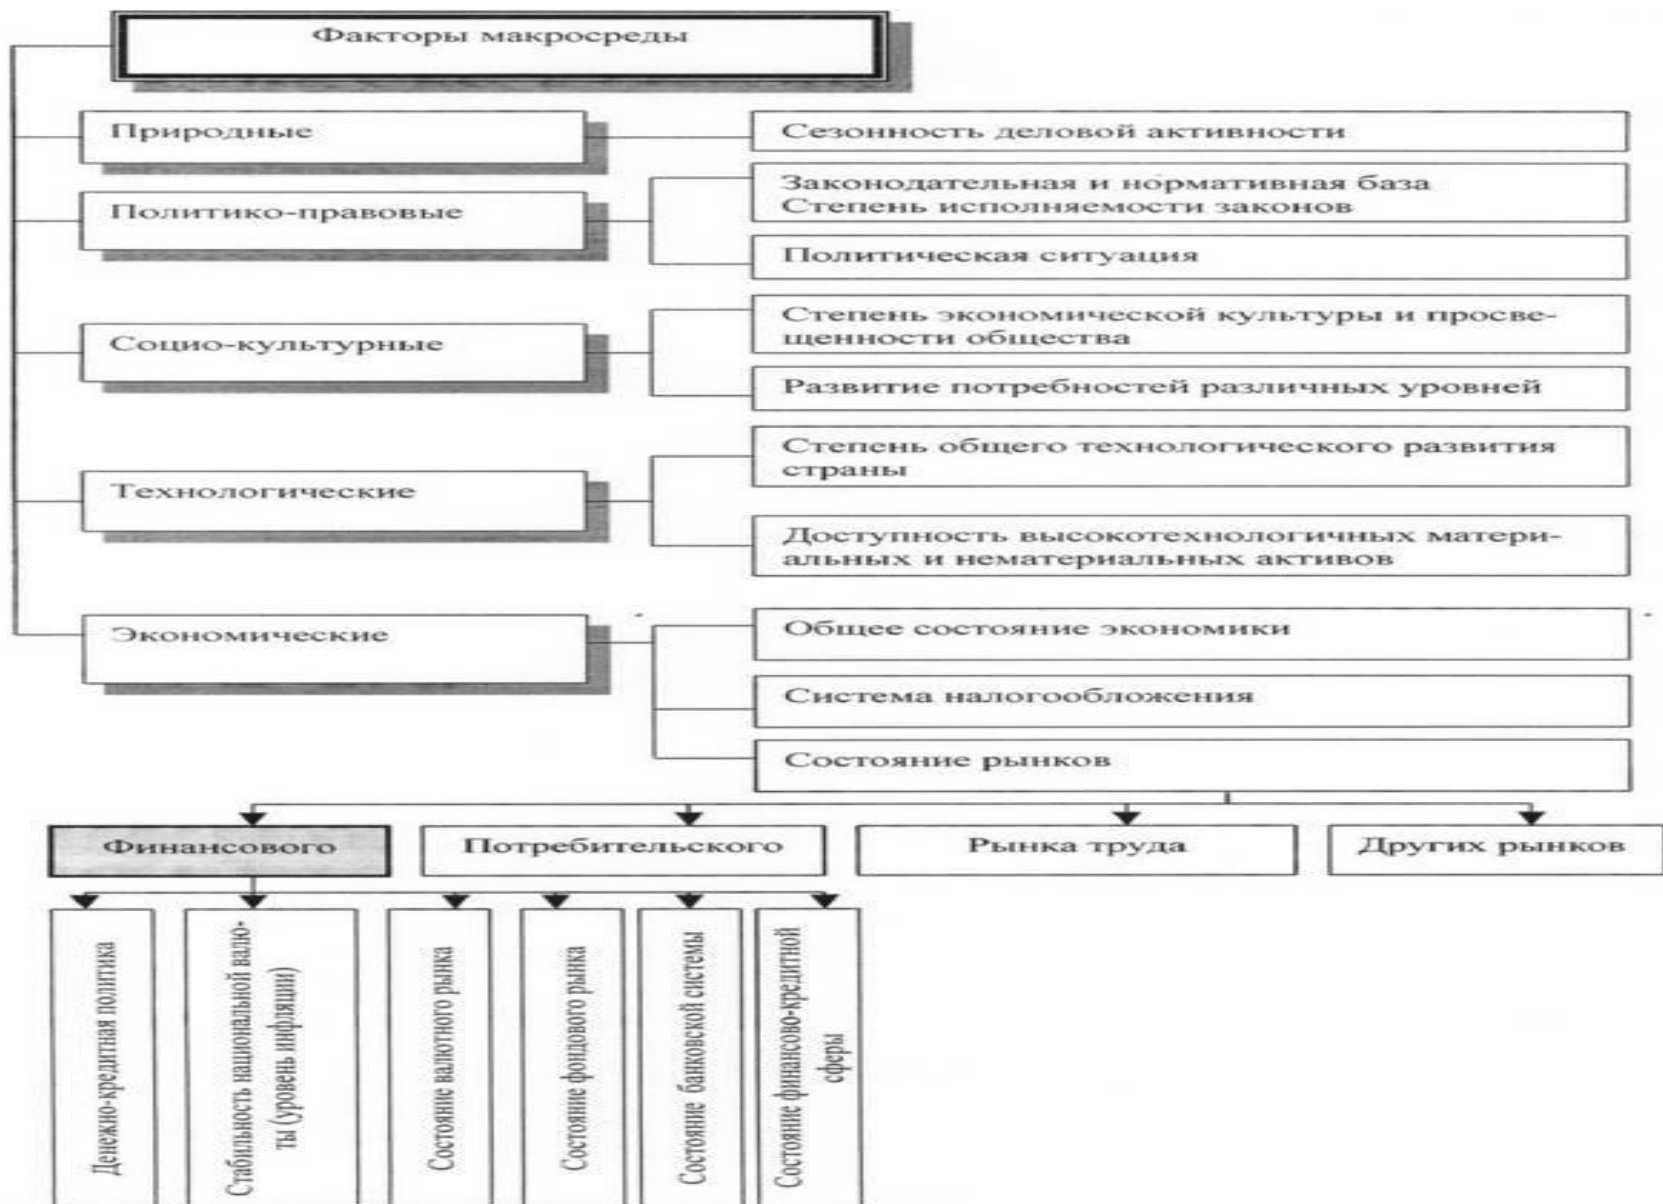 Факторы макросреды
Природные
Сезонность деловой активности
Политико-правовые
Законодательная и нормативная база
Степень исполняемости законов
Политическая ситуация
Социо-культурные
Степень экономической культуры и просве-
щенности общества
Развитие потребностей различных уровней
Технологические
Степень общего технологического развития
страны
Доступность высокотехнологичных матери-
альных и нематериальных активов
Экономические
Общее состояние экономики
Система налогообложения
Состояние рынков
Финансового
Потребительского
Рынка труда
Других рынков
Денежно-кредитная политика
Стабильность национальной валю-
ты (уровень инфляции)
Состояние валютного рынка
Состояние фондового рынка
Состояние банковской системы
Состояние финансово-кредитной
сферы